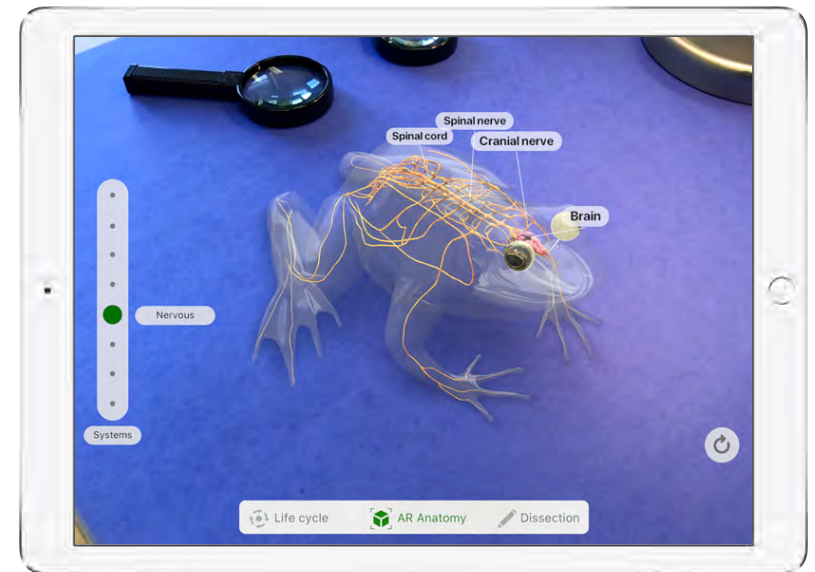 Spinal nerve
Spinal cord
Cranial nerve
Brain
Nervous
Systems
Life cycle
AR Anatomy
Dissection